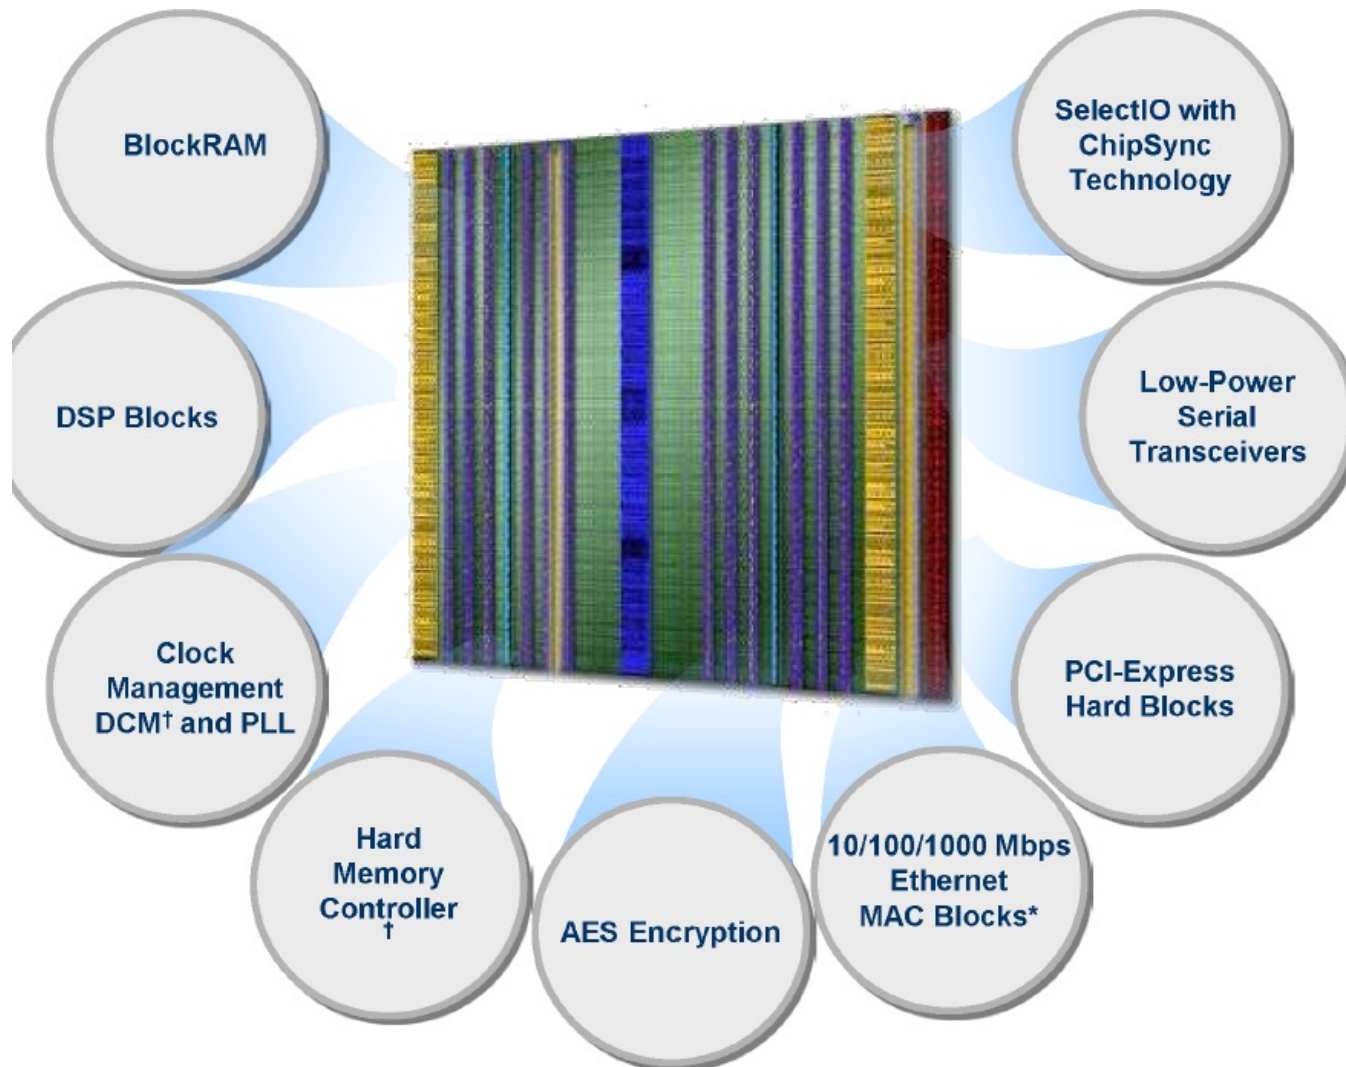 BlockRAM
SelectIO with
ChipSync
Technology
DSP Blocks
Low-Power
Serial
Transceivers
Clock
Management
DCM† and PLL
PCI-Express
Hard Blocks
Hard
Memory
Controller
†
AES Encryption
10/100/1000 Mbps
Ethernet
MAC Blocks*